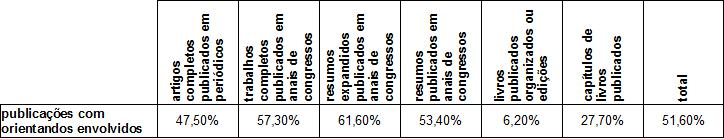 artigos
completos
publicados em
periódicos
trabalhos
completos
publicados em
anais de
congressos
resumos
expandidos
publicados em
anais de
congressos
resumos
publicados em
anais de
congressos
livros
publicados
organizados ou
edições
capítulos de
livros
publicados
total
publicações com
orientandos envolvidos
47,50% 57,30% 61,60% 53,40% 6,20% 27,70% 51,60%